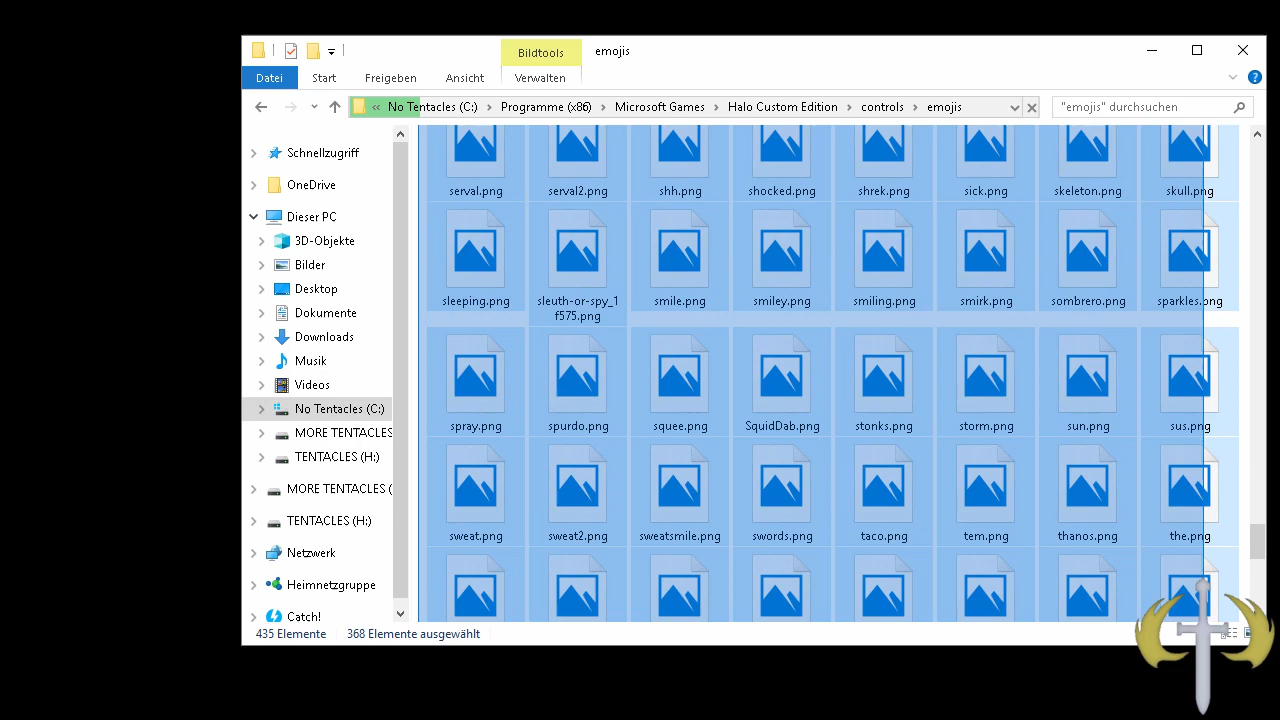 Bildtools
emojis
Datei
Start
Freigeben
Ansicht
Verwalten
« No Tentacles (C:) > Programme (x86) > Microsoft Games > Halo Custom Edition > controls > emojis
"emojis" durchsuchen
Schnellzugriff
OneDrive
Dieser PC
3D-Objekte
Bilder
Desktop
Dokumente
Downloads
Musik
Videos
No Tentacles (C:)
MORE TENTACLES
TENTACLES (H:)
MORE TENTACLES (
TENTACLES (H:)
Netzwerk
Heimnetzgruppe
Catch!
serval.png
serval2.png
shh.png
shocked.png
shrek.png
sick.png
skeleton.png
skull.png
sleeping.png
sleuth-or-spy_1
f575.png
smile.png
smiley.png
smiling.png
smirk.png
sombrero.png
sparkles.png
spray.png
spurdo.png
squee.png
SquidDab.png
stonks.png
storm.png
sun.png
sus.png
sweat.png
sweat2.png
sweatsmile.png
swords.png
taco.png
tem.png
thanos.png
the.png
435 Elemente
368 Elemente ausgewählt